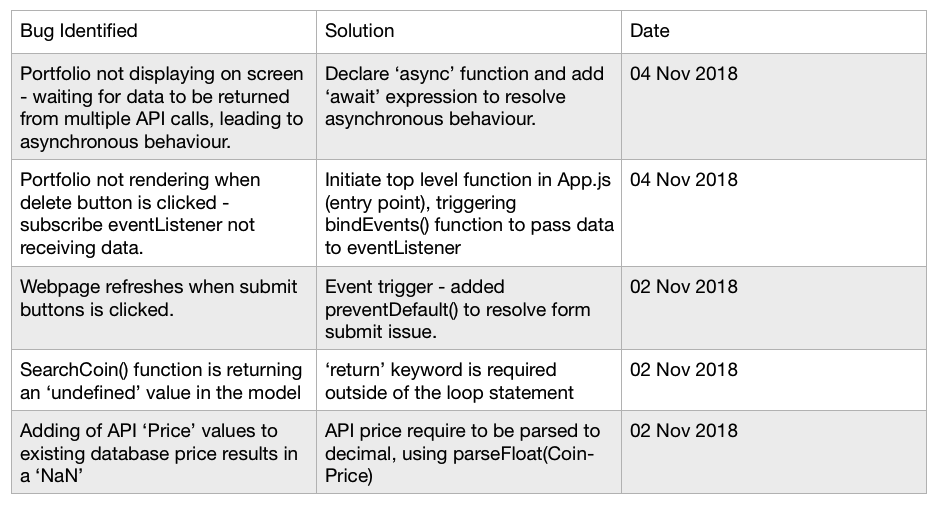 Bug Identified
Solution
Date
Portfolio not displaying on screen
- waiting for data to be returned
from multiple API calls, leading to
asynchronous behaviour.
Declare ‘async’ function and add
‘await’ expression to resolve
asynchronous behaviour.
04 Nov 2018
Portfolio not rendering when
delete button is clicked -
subscribe eventListener not
receiving data.
Initiate top level function in App.js
(entry point), triggering
bindEvents() function to pass data
to eventListener
04 Nov 2018
Webpage refreshes when submit
buttons is clicked.
Event trigger - added
preventDefault() to resolve form
submit issue.
02 Nov 2018
SearchCoin() function is returning
an ‘undefined’ value in the model
‘return’ keyword is required
outside of the loop statement
02 Nov 2018
Adding of API ‘Price’ values to
existing database price results in
a ‘NaN’
API price require to be parsed to
decimal, using parseFloat(Coin-
Price)
02 Nov 2018